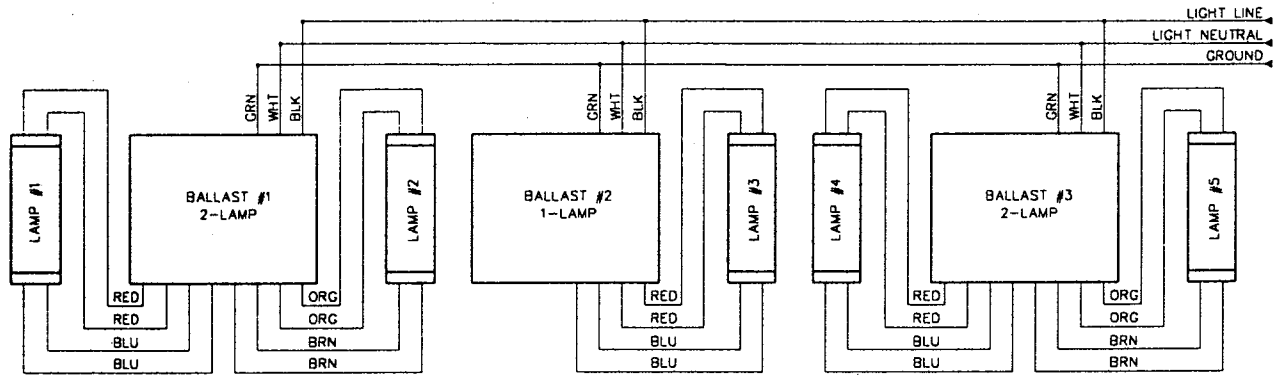 LIGHT LINE
LIGHT NEUTRAL
GROUND
GRN
WHT
BLK
GRN
WHT
BLK
GRN
WHT
BLK
LAMP #1
BALLAST #1
2-LAMP
LAMP #2
BALLAST #2
1-LAMP
LAMP #3
LAMP #4
BALLAST #3
2-LAMP
LAMP #5
RED
ORG
RED
ORG
BLU
BRN
BLU
BRN
RED
RED
BLU
BLU
RED
ORG
RED
ORG
BLU
BRN
BLU
BRN